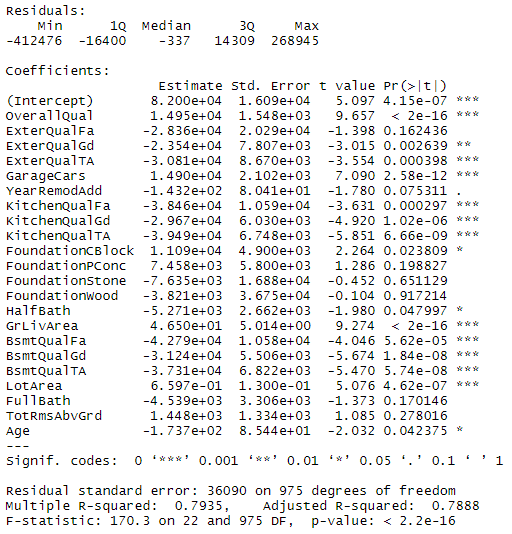 Residuals:
    Min      1Q  Median      3Q     Max
-412476  -16400    -337   14309  268945

Coefficients:
                   Estimate Std. Error t value Pr(>|t|)
(Intercept)       8.200e+04  1.609e+04   5.097 4.15e-07 ***
OverallQual       1.495e+04  1.548e+03   9.657  < 2e-16 ***
ExterQualFa      -2.836e+04  2.029e+04  -1.398 0.162436
ExterQualGd      -2.354e+04  7.807e+03  -3.015 0.002639 **
ExterQualTA      -3.081e+04  8.670e+03  -3.554 0.000398 ***
GarageCars        1.490e+04  2.102e+03   7.090 2.58e-12 ***
YearRemodAdd     -1.432e+02  8.041e+01  -1.780 0.075311 .
KitchenQualFa    -3.846e+04  1.059e+04  -3.631 0.000297 ***
KitchenQualGd    -2.967e+04  6.030e+03  -4.920 1.02e-06 ***
KitchenQualTA    -3.949e+04  6.748e+03  -5.851 6.66e-09 ***
FoundationCBlock  1.109e+04  4.900e+03   2.264 0.023809 *
FoundationPConc   7.458e+03  5.800e+03   1.286 0.198827
FoundationStone  -7.635e+03  1.688e+04  -0.452 0.651129
FoundationWood   -3.821e+03  3.675e+04  -0.104 0.917214
HalfBath         -5.271e+03  2.662e+03  -1.980 0.047997 *
GrLivArea         4.650e+01  5.014e+00   9.274  < 2e-16 ***
BsmtQualFa       -4.279e+04  1.058e+04  -4.046 5.62e-05 ***
BsmtQualGd       -3.124e+04  5.506e+03  -5.674 1.84e-08 ***
BsmtQualTA       -3.731e+04  6.822e+03  -5.470 5.74e-08 ***
LotArea           6.597e-01  1.300e-01   5.076 4.62e-07 ***
FullBath         -4.539e+03  3.306e+03  -1.373 0.170146
TotRmsAbvGrd      1.448e+03  1.334e+03   1.085 0.278016
Age              -1.737e+02  8.544e+01  -2.032 0.042375 *
---
Signif. codes:  0 ‘***’ 0.001 ‘**’ 0.01 ‘*’ 0.05 ‘.’ 0.1 ‘ ’ 1

Residual standard error: 36090 on 975 degrees of freedom
Multiple R-squared:  0.7935,    Adjusted R-squared:  0.7888
F-statistic: 170.3 on 22 and 975 DF,  p-value: < 2.2e-16